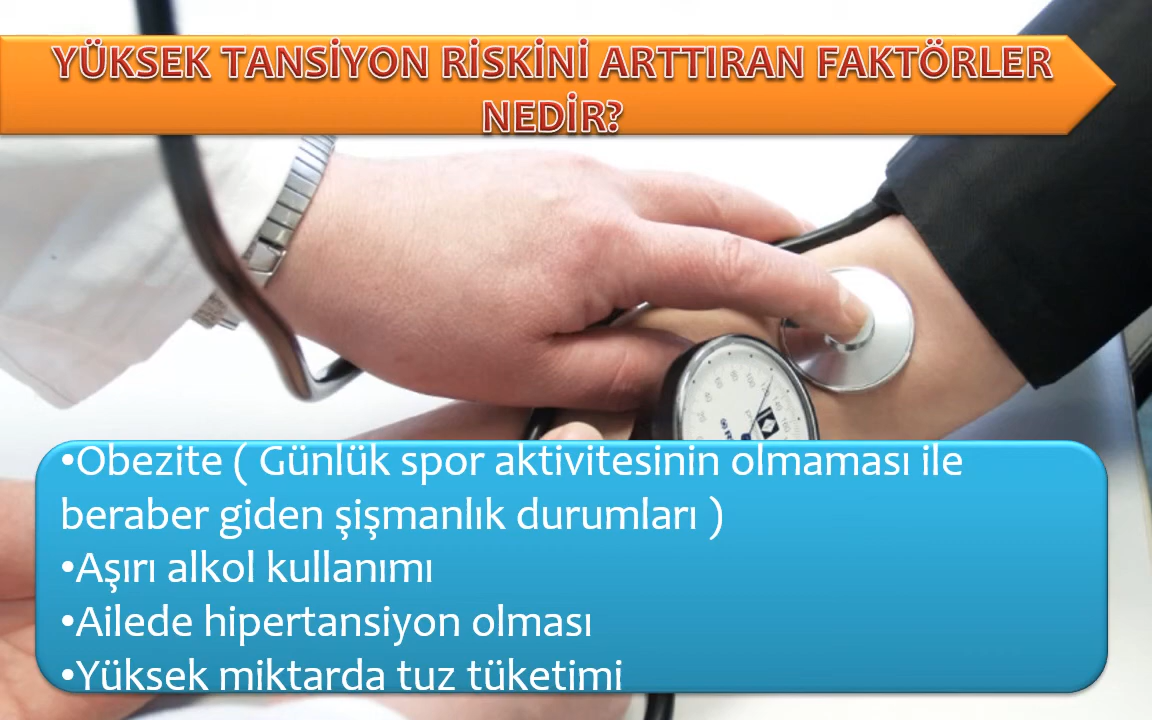 YÜKSEK TANSİYON RİSKİNİ ARTTIRAN FAKTÖRLER
NEDİR?
•Obezite ( Günlük spor aktivitesinin olmaması ile
beraber giden şişmanlık durumları )
•Aşırı alkol kullanımı
•Ailede hipertansiyon olması
•Yüksek miktarda tuz tüketimi